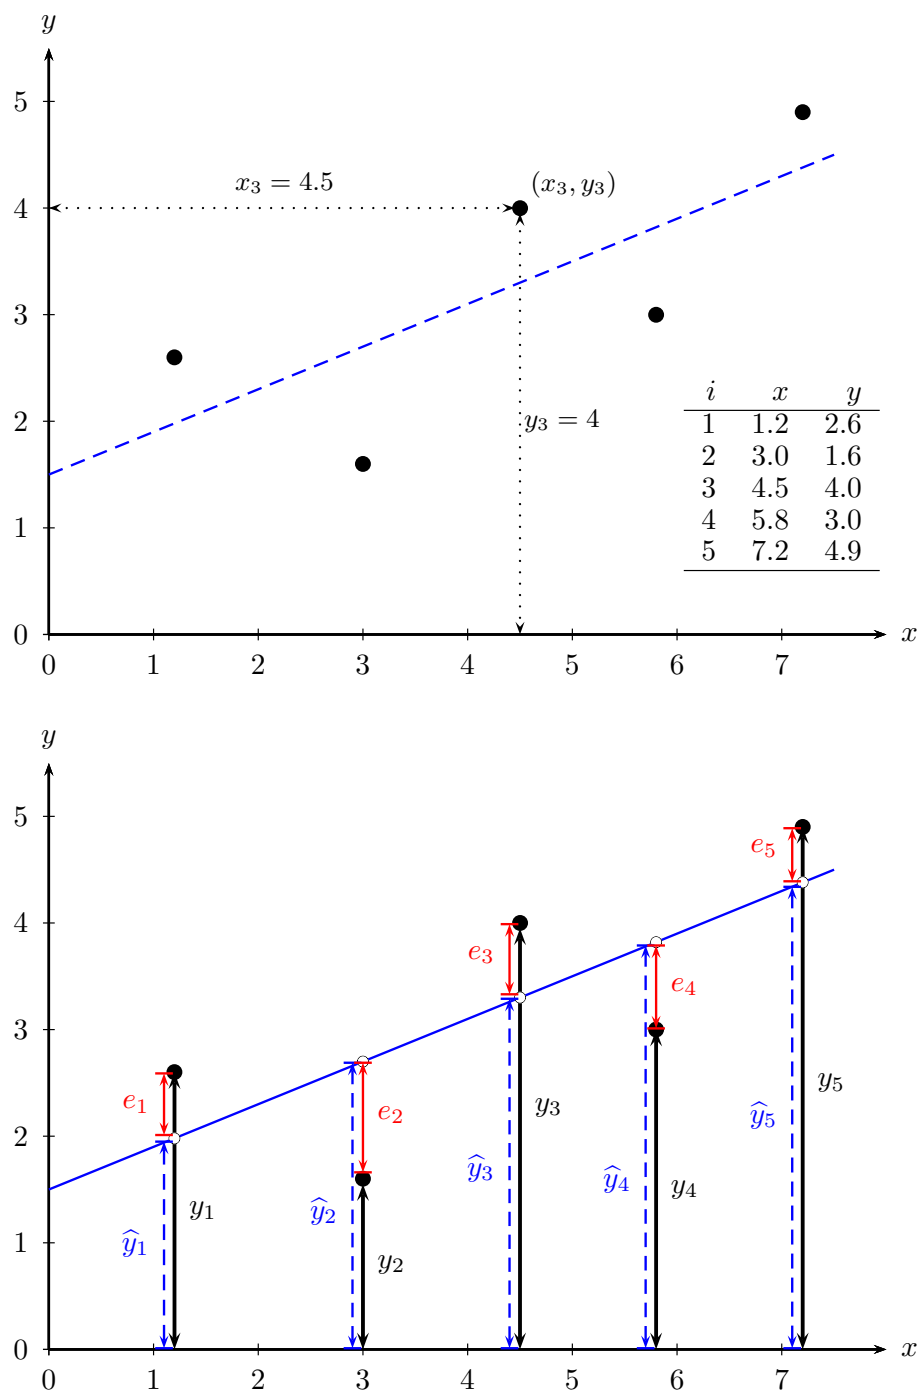 y
5
x₃ = 4.5
(x₃, y₃)
4
3
i x y
y₃ = 4
1 1.2 2.6
2
2 3.0 1.6
3 4.5 4.0
4 5.8 3.0
1
5 7.2 4.9
0
x
0 1 2 3 4 5 6 7
y
5
e₅
4
e₃
e₄
3
e₁
e₂
y₃
y₅
ŷ₅
2
ŷ₃
ŷ₄
y₄
y₁
ŷ₂
ŷ₁
y₂
1
0
x
0 1 2 3 4 5 6 7